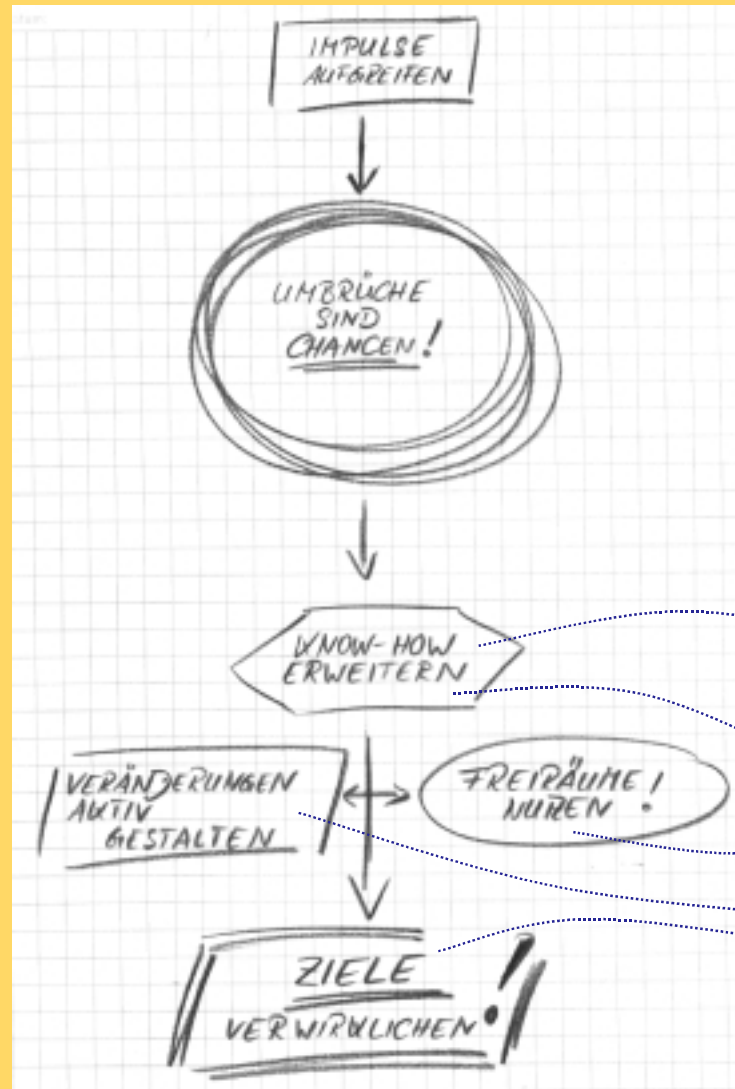 IMPULSE
AUFGREIFEN
UMBRÜCHE
SIND
CHANCEN!
KNOW-HOW
ERWEITERN
VERÄNDERUNGEN
AKTIV
GESTALTEN
FREIRÄUME!
NUTZEN
ZIELE
VERWIRKLICHEN!